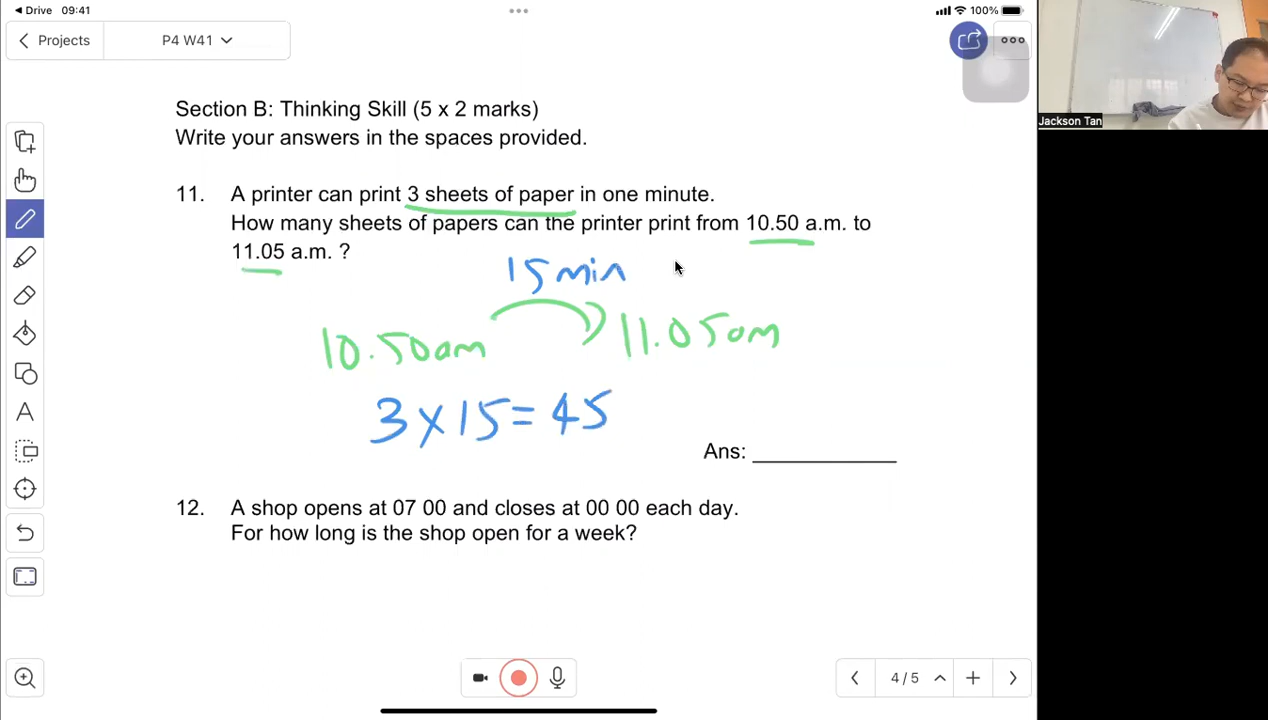 Drive 09:41
100%
Projects
P4 W41
Jackson Tan
Section B: Thinking Skill (5 x 2 marks)
Write your answers in the spaces provided.
11. A printer can print 3 sheets of paper in one minute.
How many sheets of papers can the printer print from 10.50 a.m. to
11.05 a.m. ?
15 min
10.50am 11.05am
3 x 15 = 45
Ans: ____________
12. A shop opens at 07 00 and closes at 00 00 each day.
For how long is the shop open for a week?
A
4 / 5